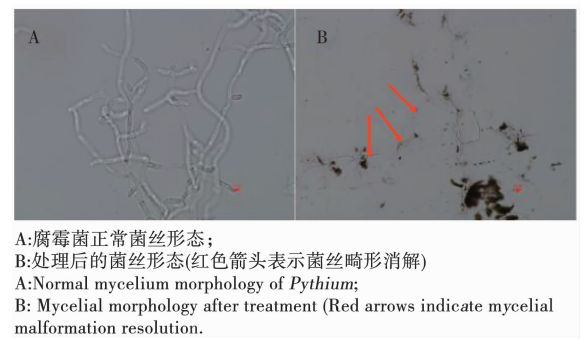 A
B
A:腐霉菌正常菌丝形态;
B:处理后的菌丝形态(红色箭头表示菌丝畸形消解)
A:Normal mycelium morphology of Pythium;
B: Mycelial morphology after treatment (Red arrows indicate mycelial
malformation resolution.